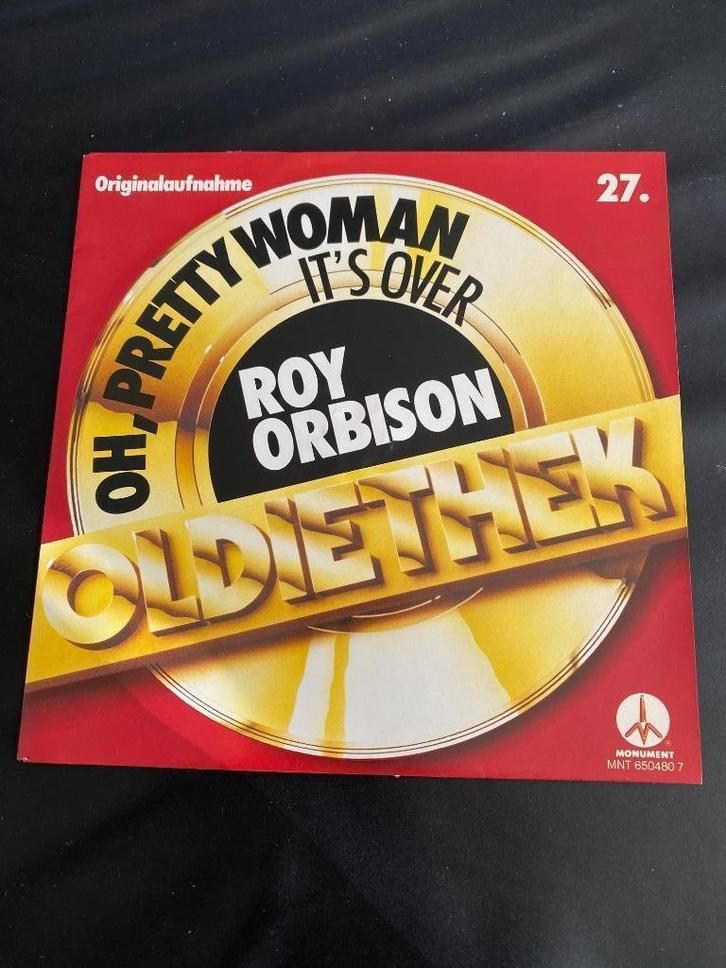 Originalaufnahme
27.
OH, PRETTY WOMAN
IT'S OVER
ROY
ORBISON
OLDIETHEK
MONUMENT
MNT 650480 7